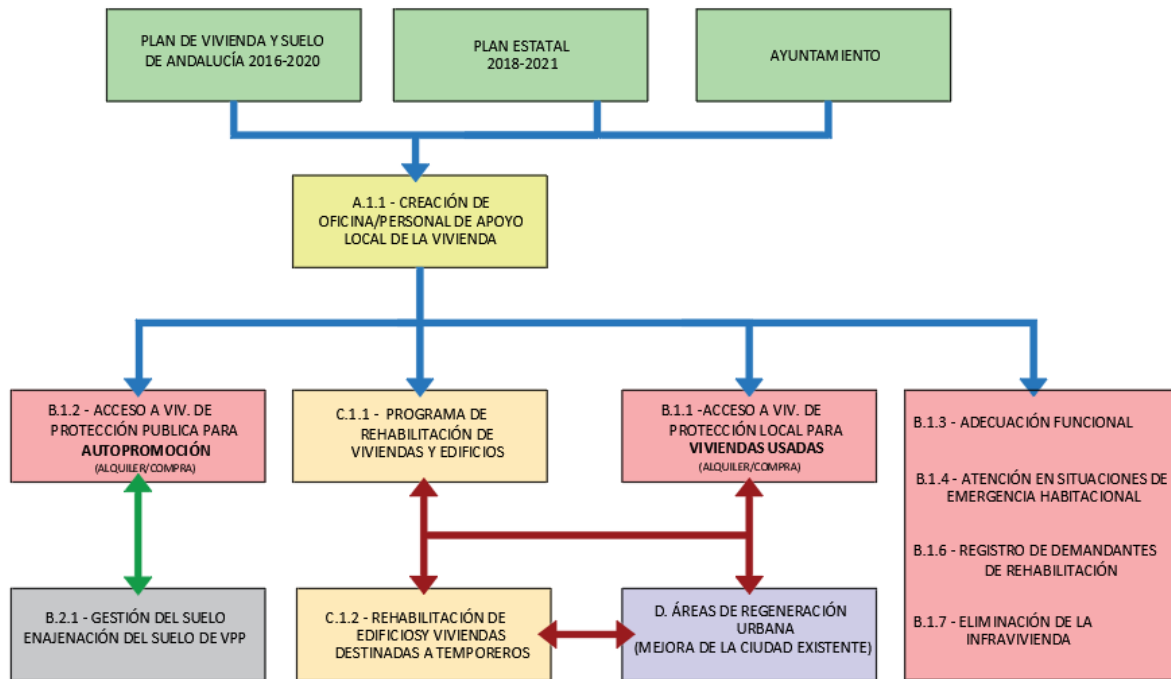 PLAN DE VIVIENDA Y SUELO
DE ANDALUCÍA 2016-2020
PLAN ESTATAL
2018-2021
AYUNTAMIENTO
A.1.1 - CREACIÓN DE
OFICINA/PERSONAL DE APOYO
LOCAL DE LA VIVIENDA
B.1.2 - ACCESO A VIV. DE
PROTECCIÓN PUBLICA PARA
AUTOPROMOCIÓN
(ALQUILER/COMPRA)
C.1.1 - PROGRAMA DE
REHABILITACIÓN DE
VIVIENDAS Y EDIFICIOS
B.1.1 -ACCESO A VIV. DE
PROTECCIÓN LOCAL PARA
VIVIENDAS USADAS
(ALQUILER/COMPRA)
B.1.3 - ADECUACIÓN FUNCIONAL
B.1.4 - ATENCIÓN EN SITUACIONES DE
EMERGENCIA HABITACIONAL
B.1.6 - REGISTRO DE DEMANDANTES
DE REHABILITACIÓN
B.1.7 - ELIMINACIÓN DE LA
INFRAVIVIENDA
B.2.1 - GESTIÓN DEL SUELO
ENAJENACIÓN DEL SUELO DE VPP
C.1.2 - REHABILITACIÓN DE
EDIFICIOSY VIVIENDAS
DESTINADAS A TEMPOREROS
D. ÁREAS DE REGENERACIÓN
URBANA
(MEJORA DE LA CIUDAD EXISTENTE)